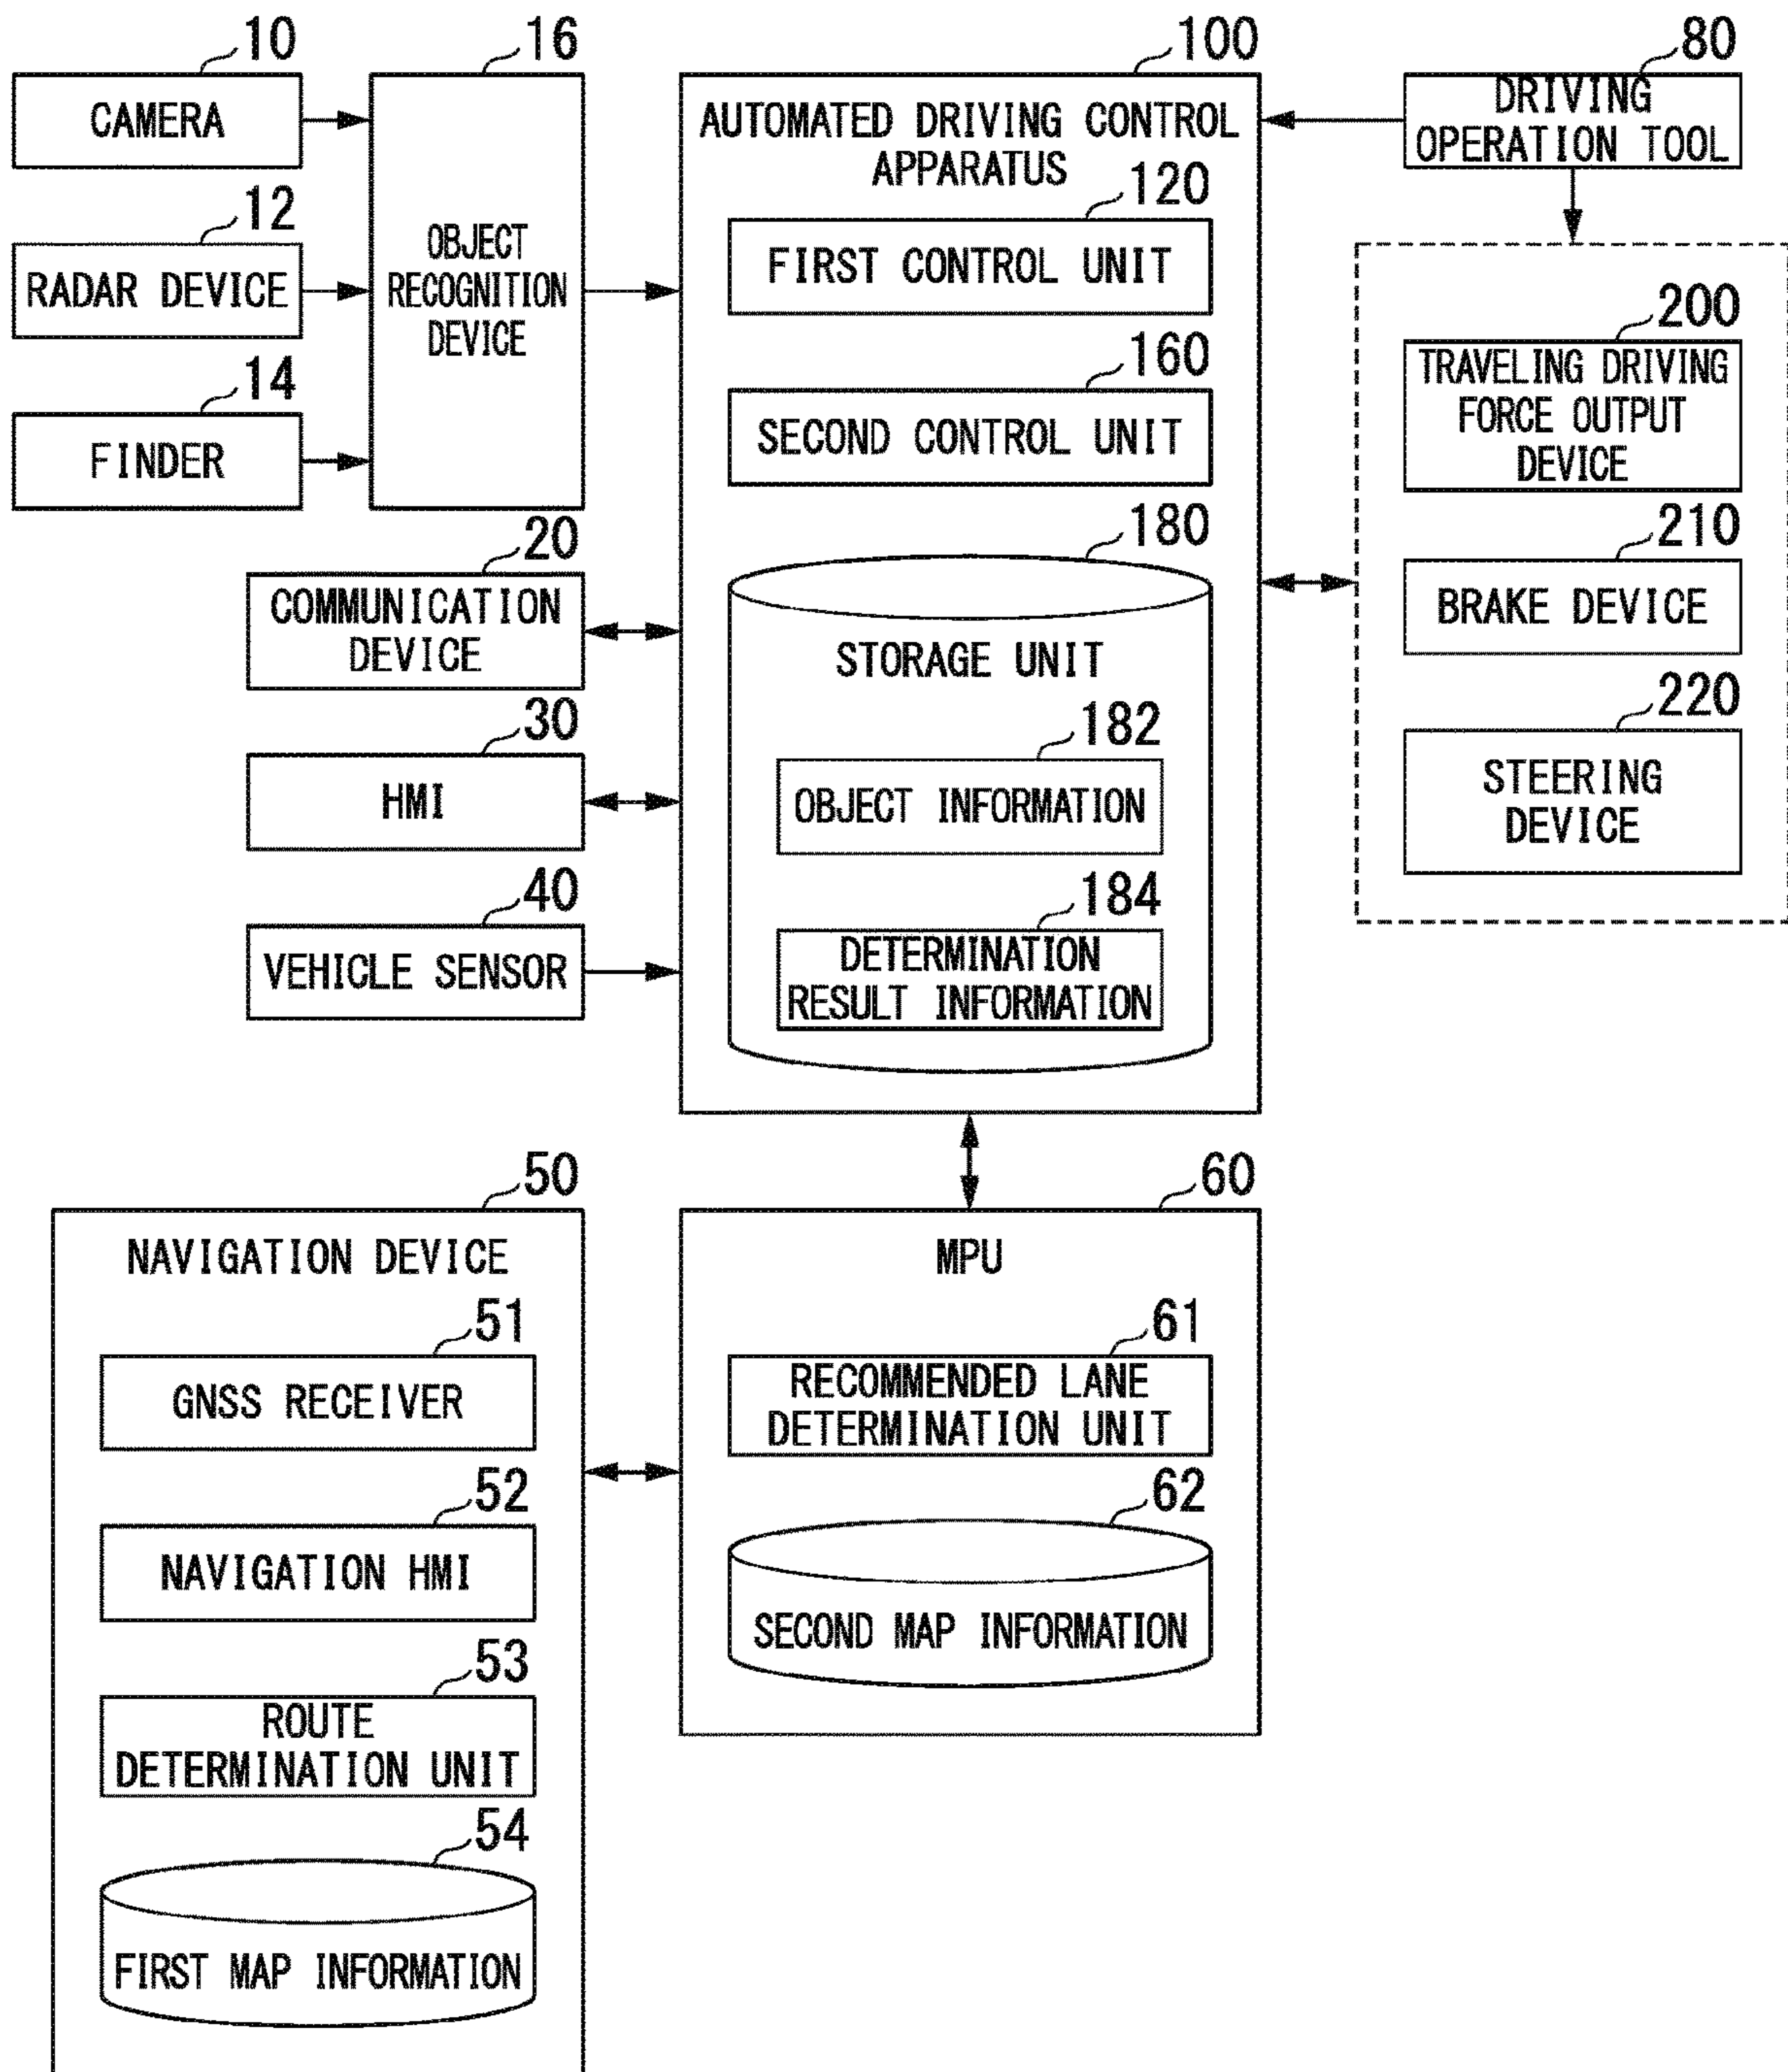 10
CAMERA
12
RADAR DEVICE
14
FINDER
16
OBJECT
RECOGNITION
DEVICE
20
COMMUNICATION
DEVICE
30
HMI
40
VEHICLE SENSOR
100
AUTOMATED DRIVING CONTROL
APPARATUS
120
FIRST CONTROL UNIT
160
SECOND CONTROL UNIT
180
STORAGE UNIT
182
OBJECT INFORMATION
184
DETERMINATION
RESULT INFORMATION
80
DRIVING
OPERATION TOOL
200
TRAVELING DRIVING
FORCE OUTPUT
DEVICE
210
BRAKE DEVICE
220
STEERING
DEVICE
50
NAVIGATION DEVICE
51
GNSS RECEIVER
52
NAVIGATION HMI
53
ROUTE
DETERMINATION UNIT
54
FIRST MAP INFORMATION
60
MPU
61
RECOMMENDED LANE
DETERMINATION UNIT
62
SECOND MAP INFORMATION